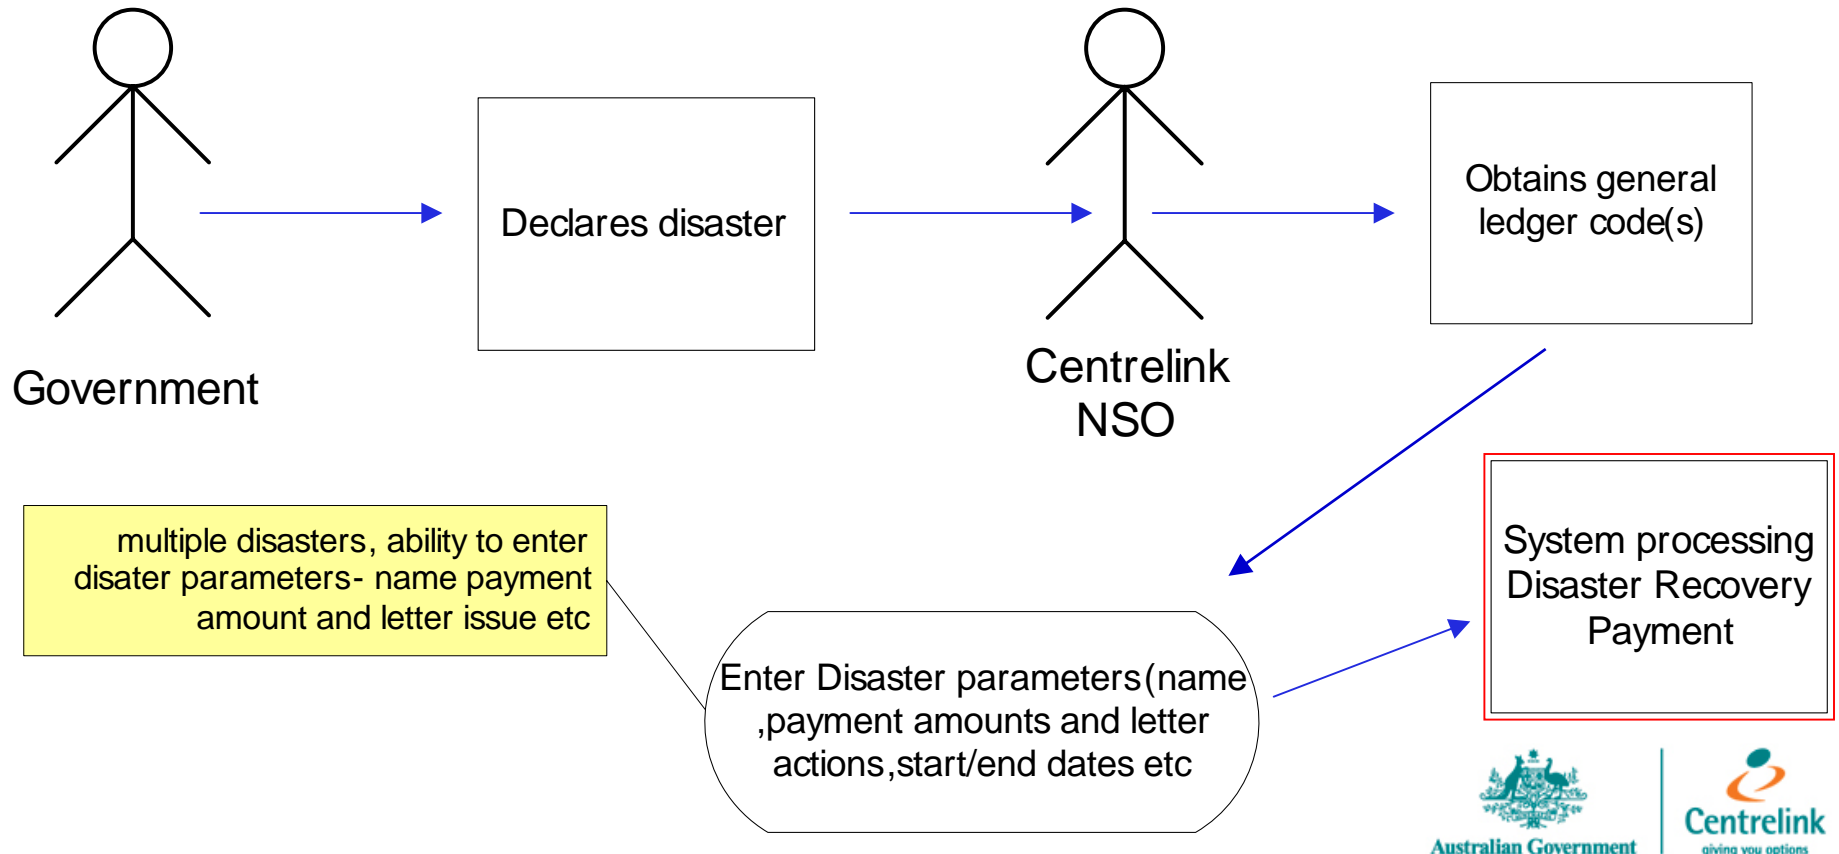 Declares disaster
Obtains general
ledger code(s)
Government
Centrelink
NSO
multiple disasters, ability to enter
disater parameters- name payment
amount and letter issue etc
Enter Disaster parameters(name
,payment amounts and letter
actions,start/end dates etc
System processing
Disaster Recovery
Payment
Australian Government
Centrelink
giving you options